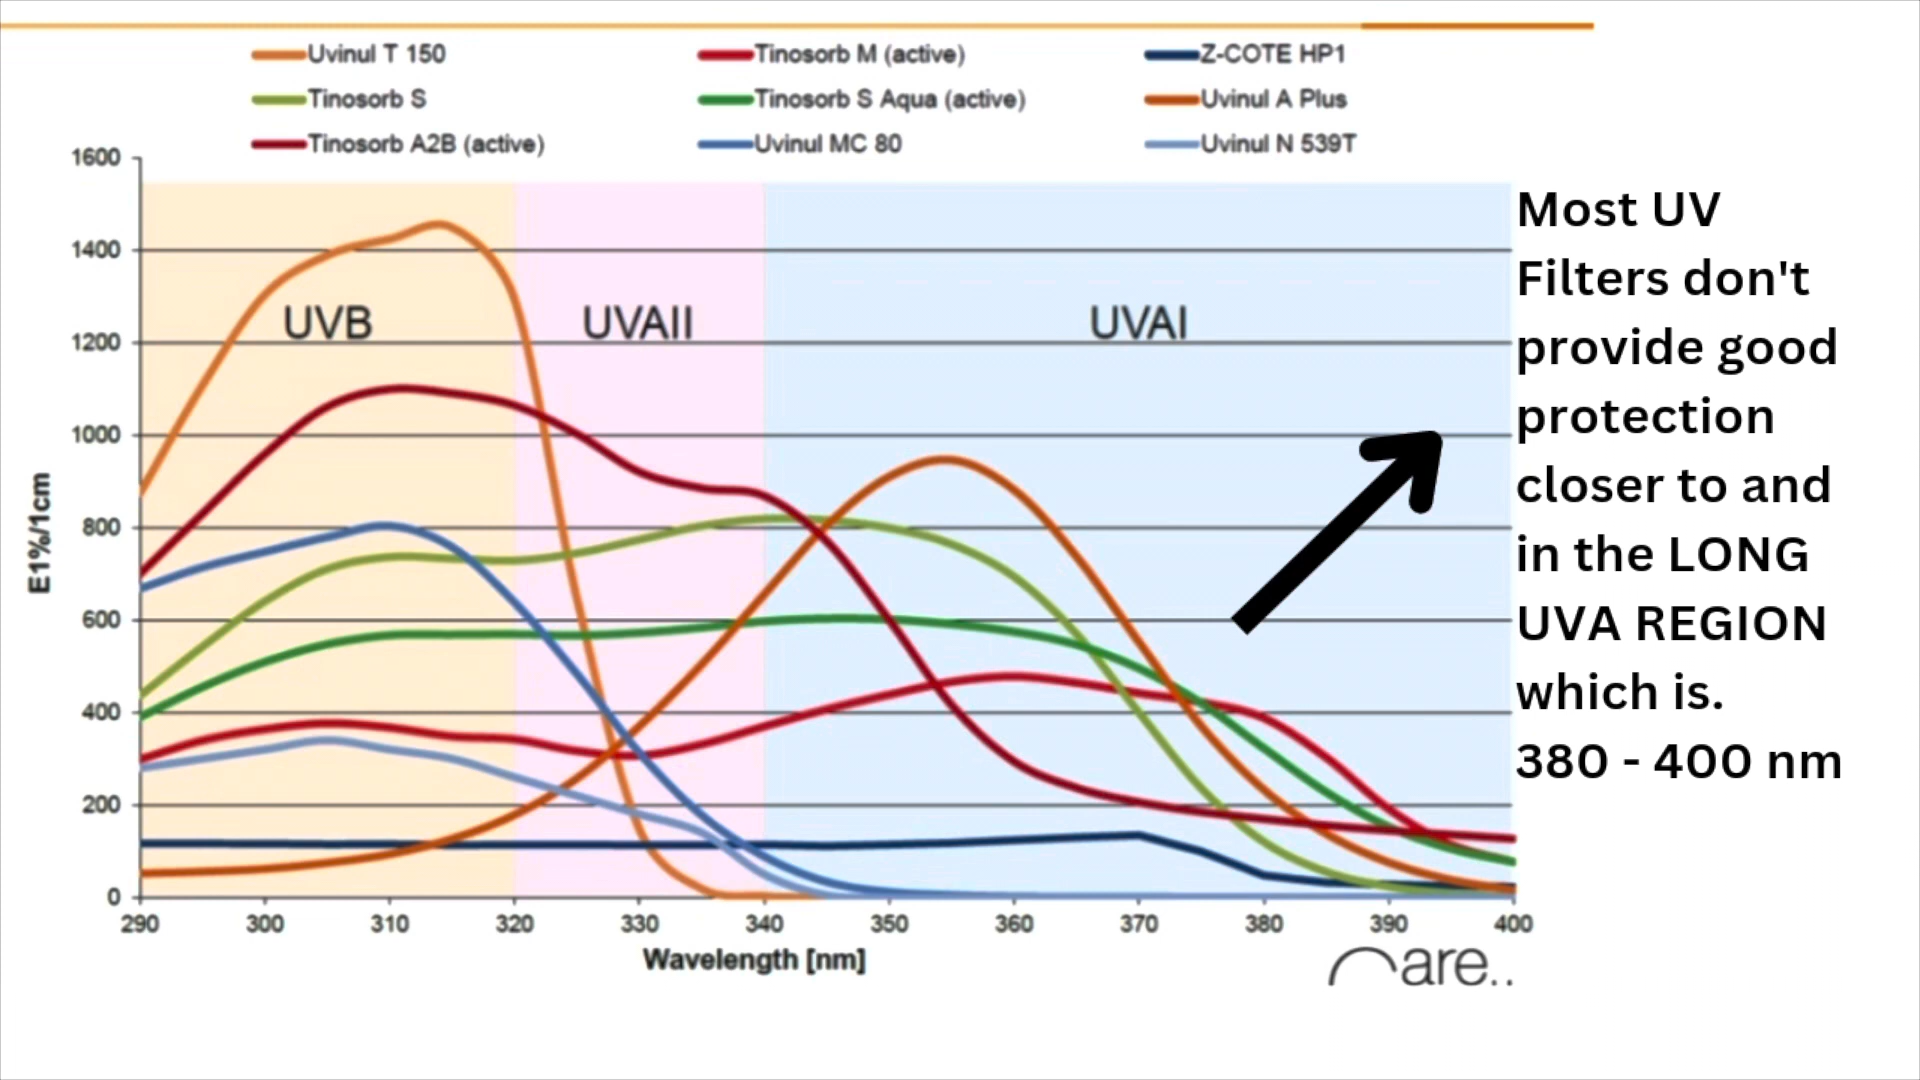 Uvinul T 150
Tinosorb M (active)
Z-COTE HP1
Tinosorb S
Tinosorb S Aqua (active)
Uvinul A Plus
Tinosorb A2B (active)
Uvinul MC 80
Uvinul N 539T
1600
1400
1200
1000
800
600
400
200
0
E1%/1cm
UVB
UVAII
UVAI
290 300 310 320 330 340 350 360 370 380 390 400
Wavelength [nm]
are..
Most UV
Filters don't
provide good
protection
closer to and
in the LONG
UVA REGION
which is.
380 - 400 nm